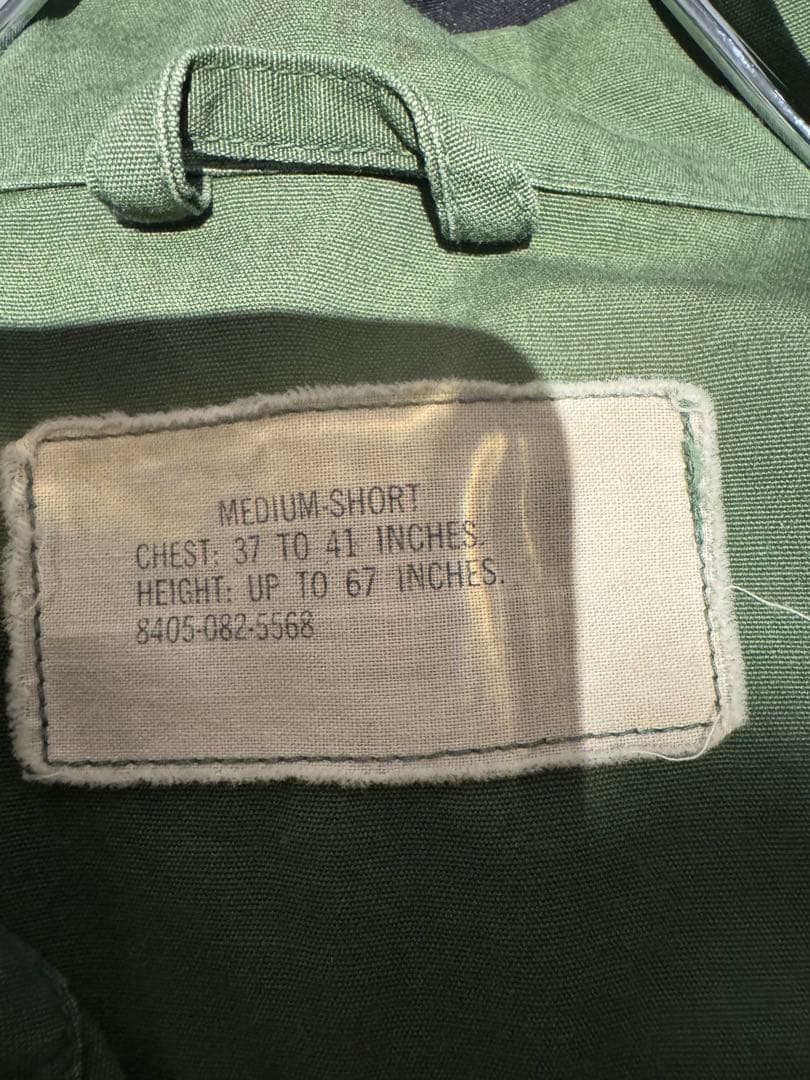 MEDIUM-SHORT
CHEST: 37 TO 41 INCHES.
HEIGHT: UP TO 67 INCHES.
8405-082-5568